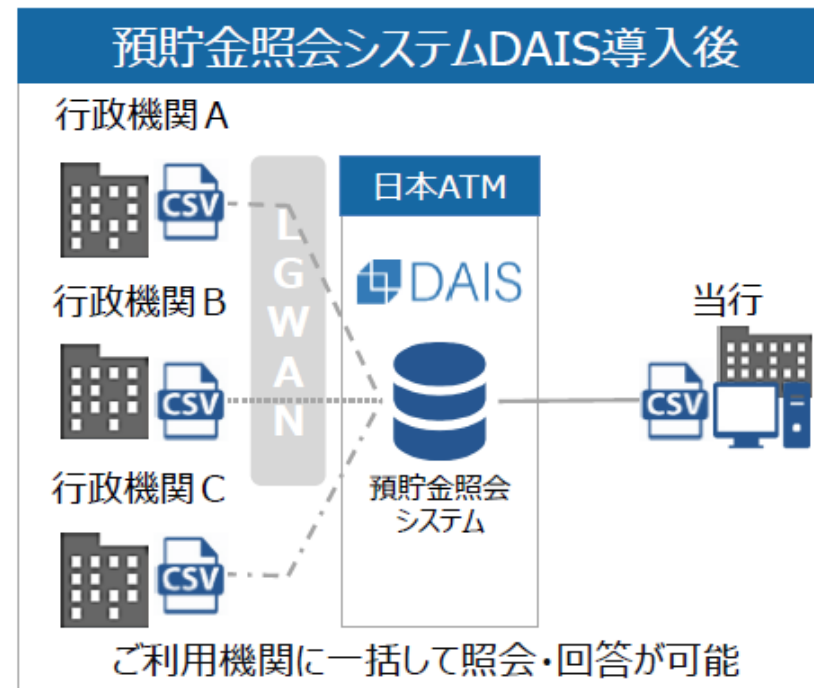 預貯金照会システムDAIS導入後
行政機関A
CSV
行政機関B
CSV
行政機関C
CSV
LGWAN
日本ATM
DAIS
預貯金照会
システム
当行
CSV
ご利用機関に一括して照会・回答が可能